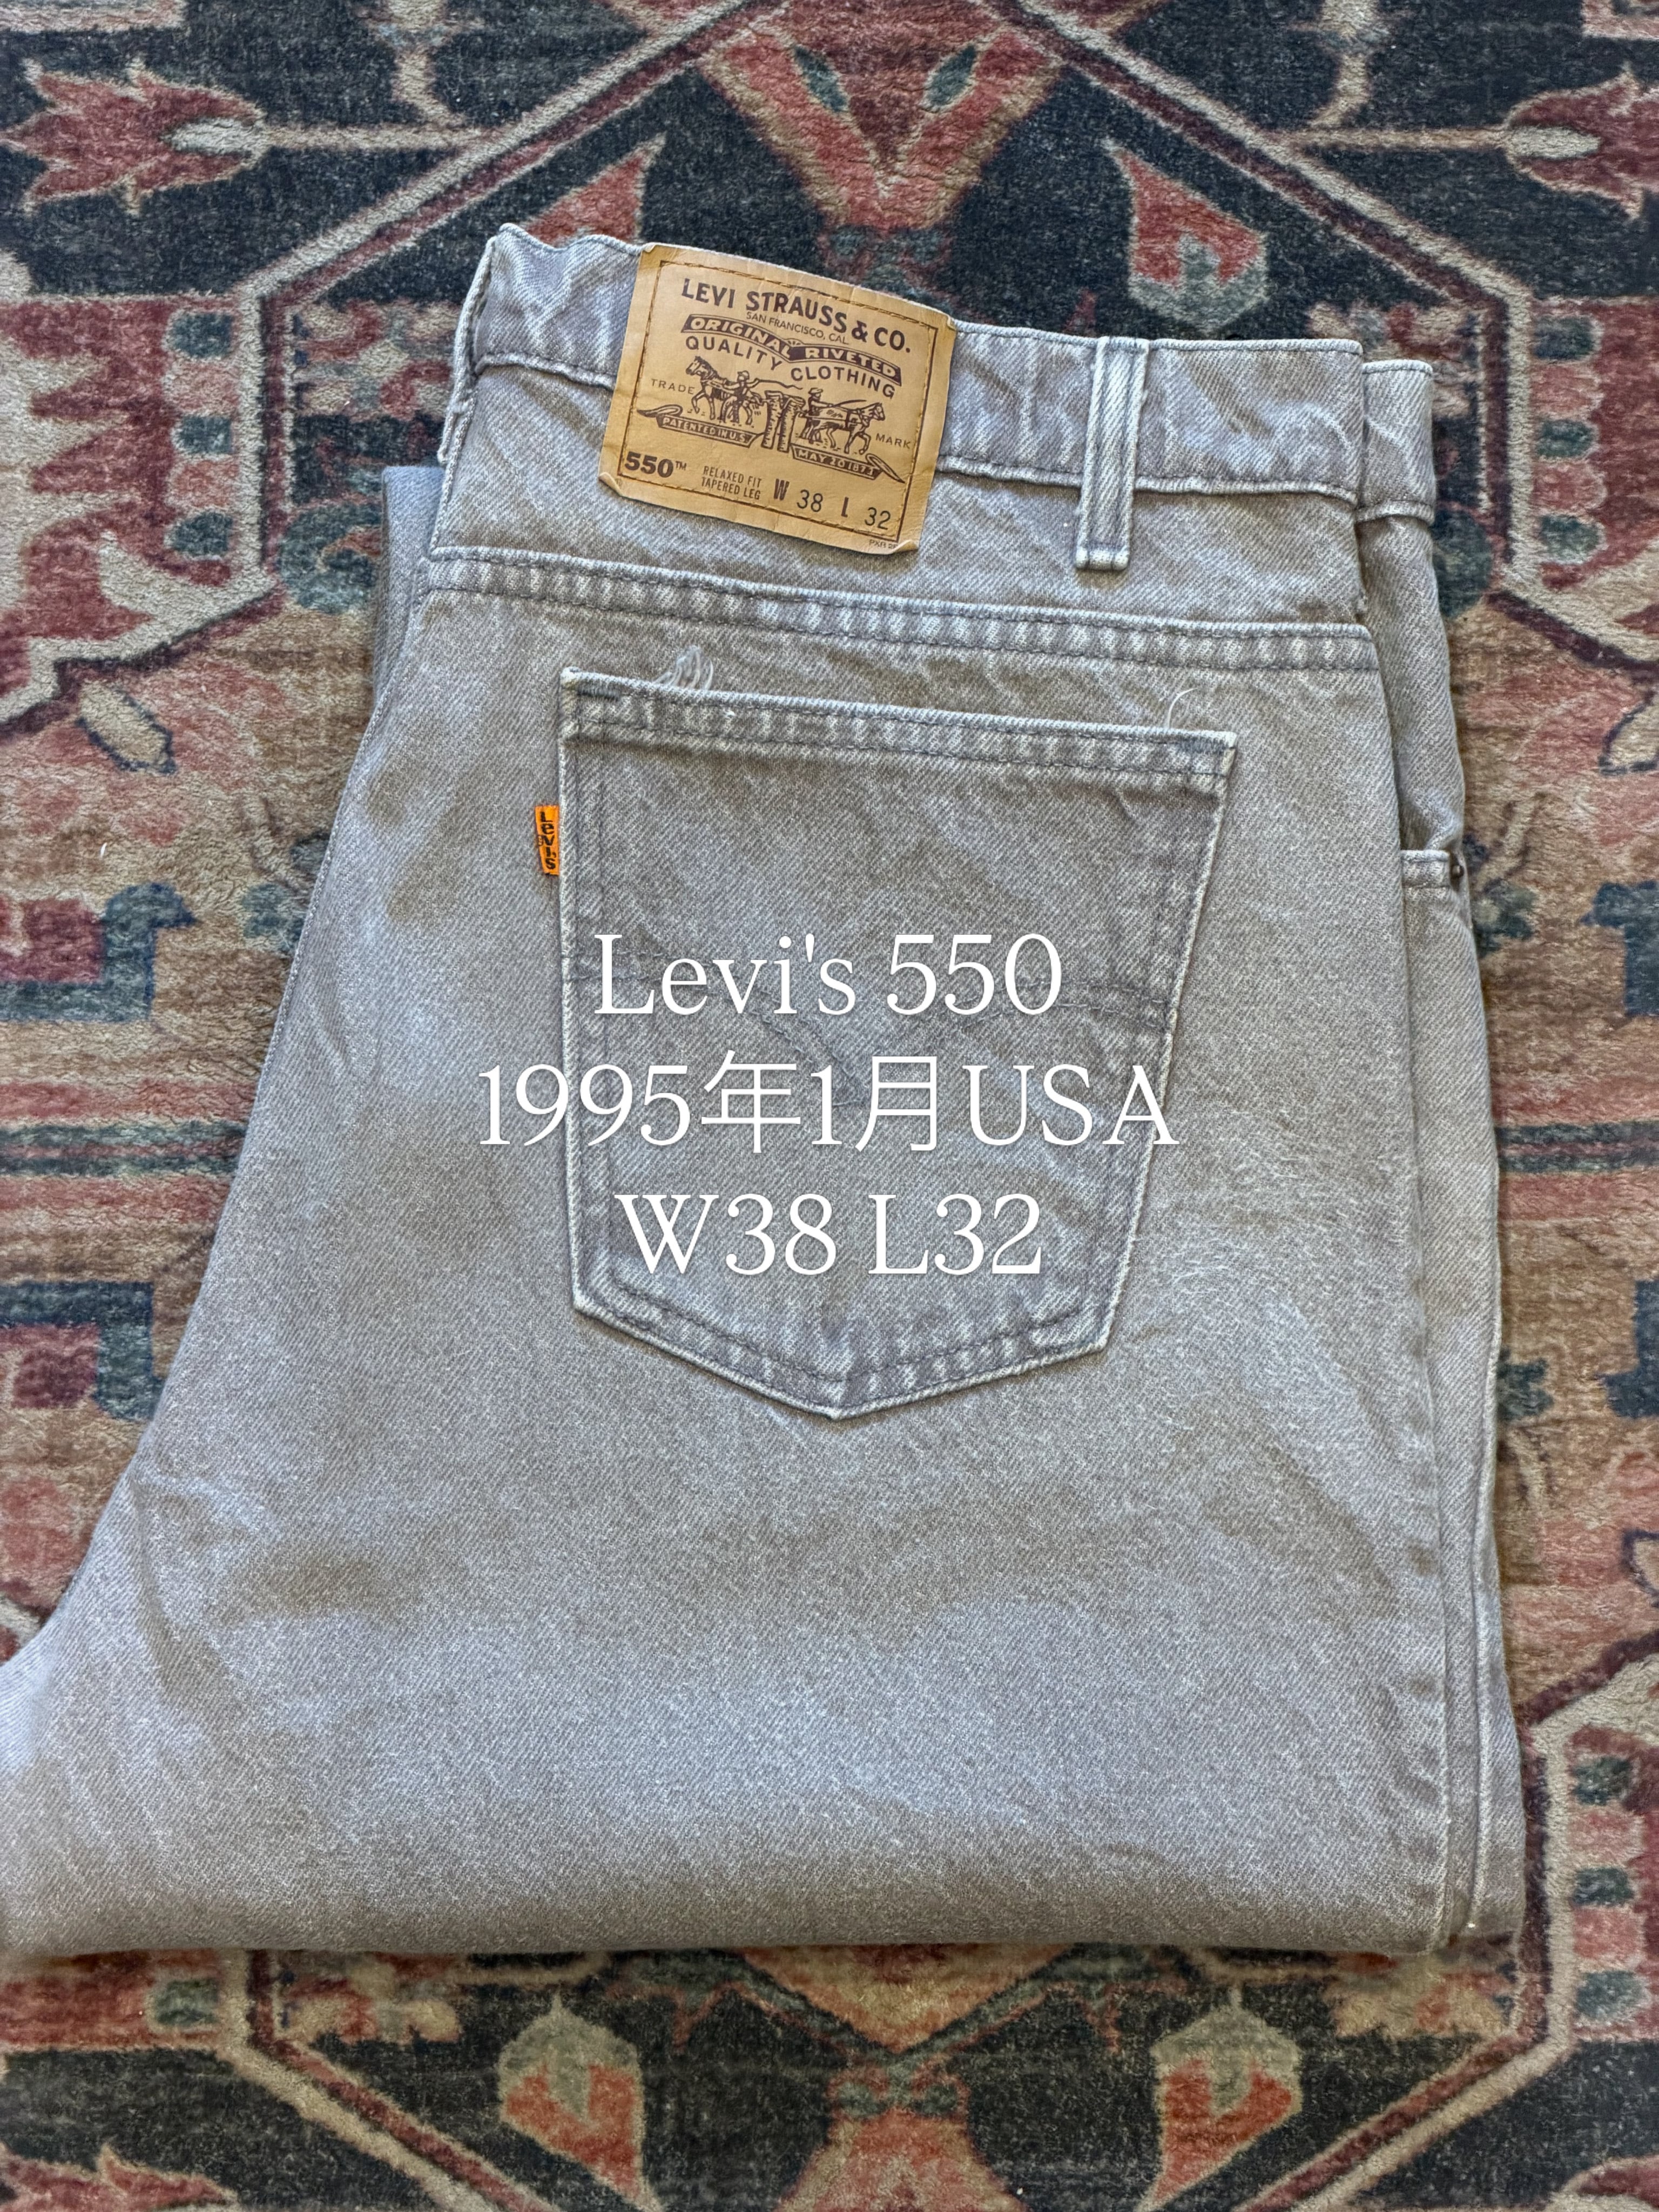 LEVI STRAUSS & CO.
SAN FRANCISCO, CAL.
ORIGINAL RIVETED
QUALITY CLOTHING
TRADE MARK
PATENTED IN U.S. MAY 20 1873
550™ RELAXED FIT
TAPERED LEG W 38 L 32
Levi's
Levi's 550
1995年1月USA
W38 L32